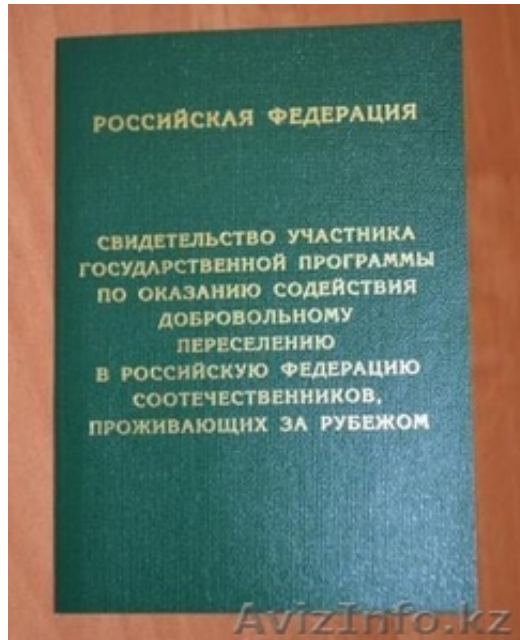 РОССИЙСКАЯ ФЕДЕРАЦИЯ
СВИДЕТЕЛЬСТВО УЧАСТНИКА
ГОСУДАРСТВЕННОЙ ПРОГРАММЫ
ПО ОКАЗАНИЮ СОДЕЙСТВИЯ
ДОБРОВОЛЬНОМУ
ПЕРЕСЕЛЕНИЮ
В РОССИЙСКУЮ ФЕДЕРАЦИЮ
СООТЕЧЕСТВЕННИКОВ,
ПРОЖИВАЮЩИХ ЗА РУБЕЖОМ
AvizInfo.kz